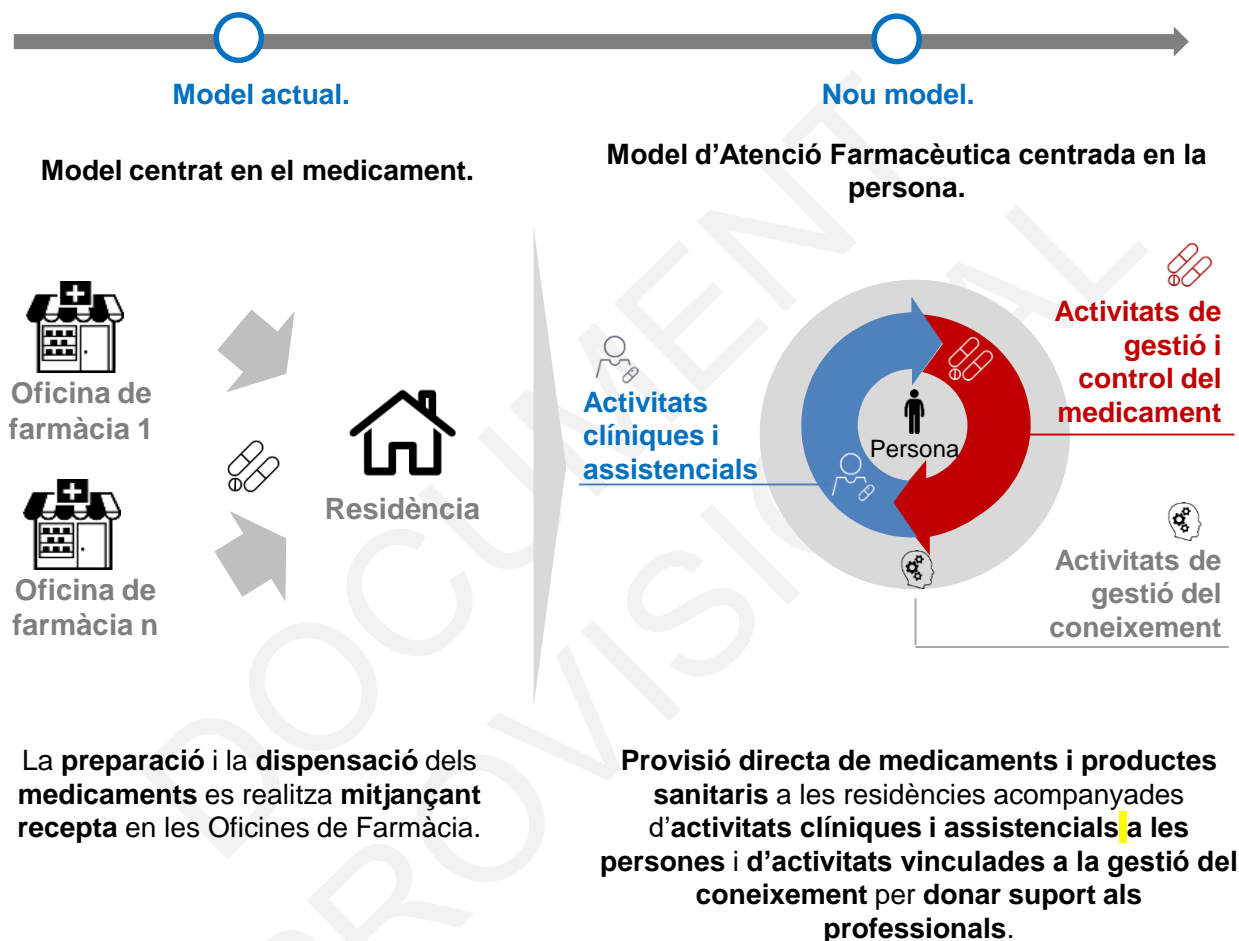 Model actual.
Nou model.
Model centrat en el medicament.
Model d’Atenció Farmacèutica centrada en la
persona.
Oficina de
farmàcia 1
Oficina de
farmàcia n
Residència
Activitats
clíniques i
assistencials
Persona
Activitats de
gestió i
control del
medicament
Activitats de
gestió del
coneixement
La preparació i la dispensació dels
medicaments es realitza mitjançant
recepta en les Oficines de Farmàcia.
Provisió directa de medicaments i productes
sanitaris a les residències acompanyades
d’activitats clíniques i assistencials a les
persones i d’activitats vinculades a la gestió del
coneixement per donar suport als
professionals.
DOCUMENT
PROVISIONAL